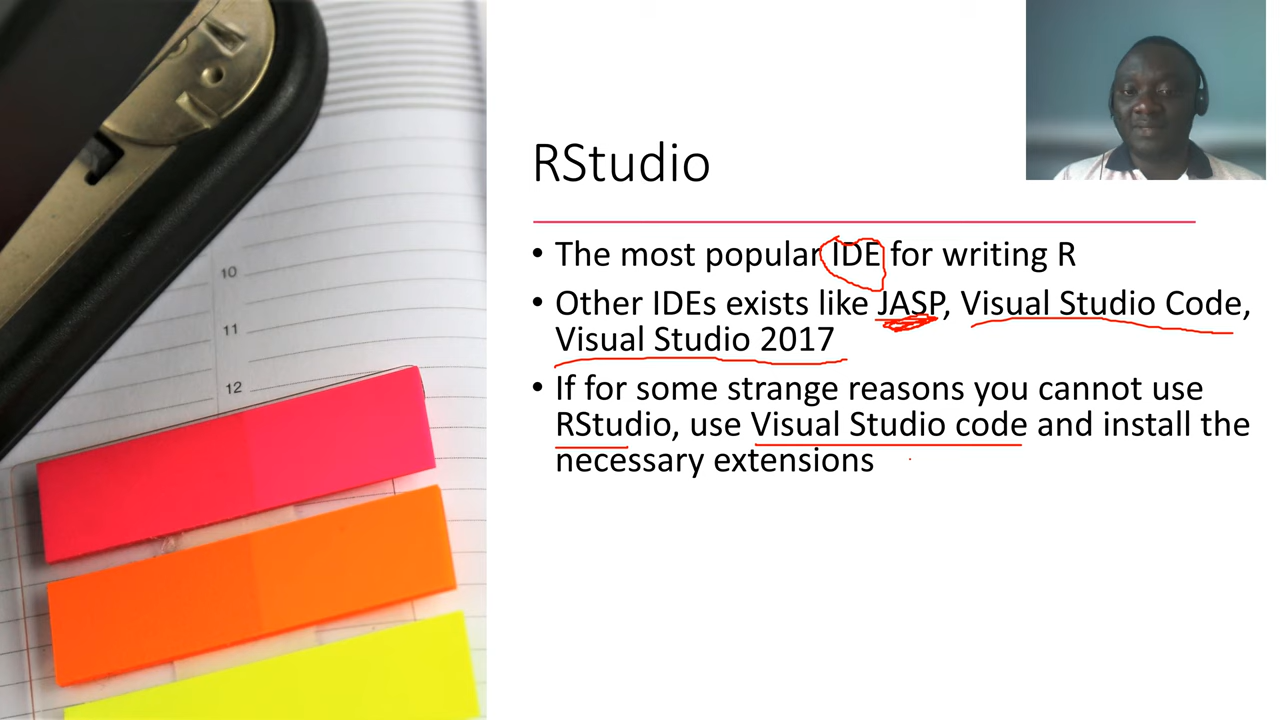 RStudio
• The most popular IDE for writing R
• Other IDEs exists like JASP, Visual Studio Code,
Visual Studio 2017
• If for some strange reasons you cannot use
RStudio, use Visual Studio code and install the
necessary extensions
10
11
12